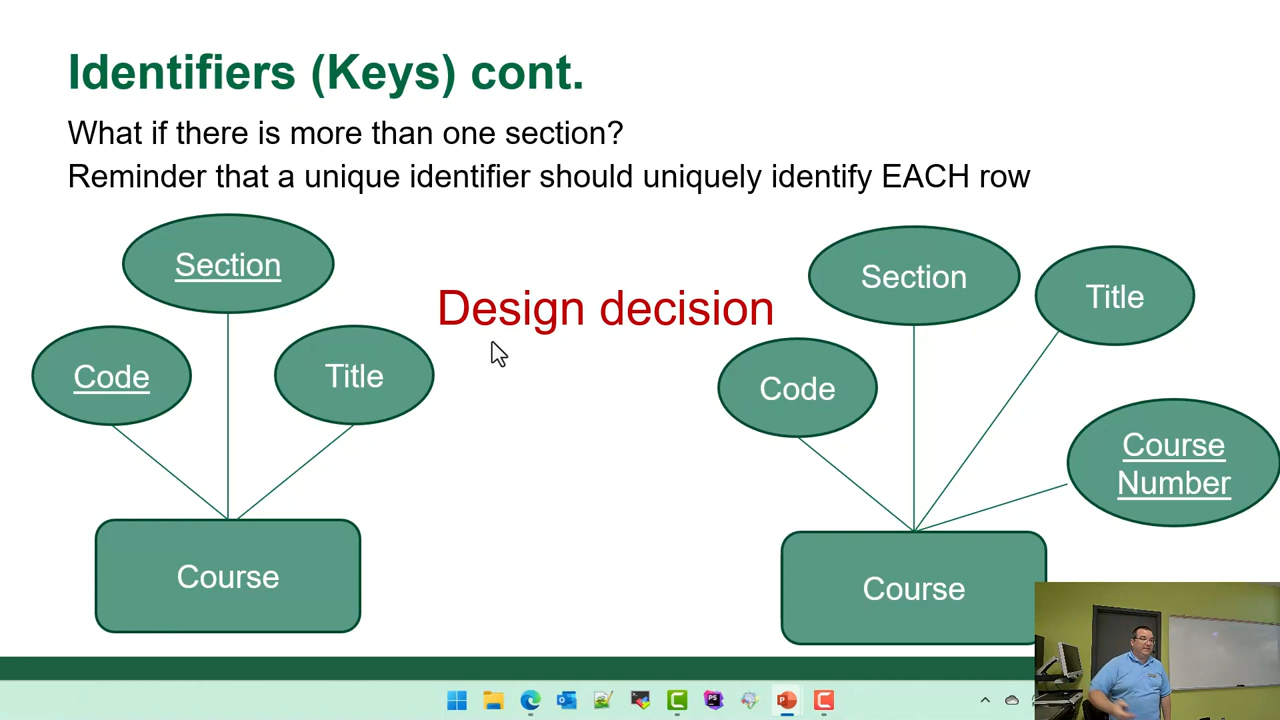 Identifiers (Keys) cont.
What if there is more than one section?
Reminder that a unique identifier should uniquely identify EACH row
Section
Code
Title
Course
Design decision
Section
Title
Code
Course
Number
Course